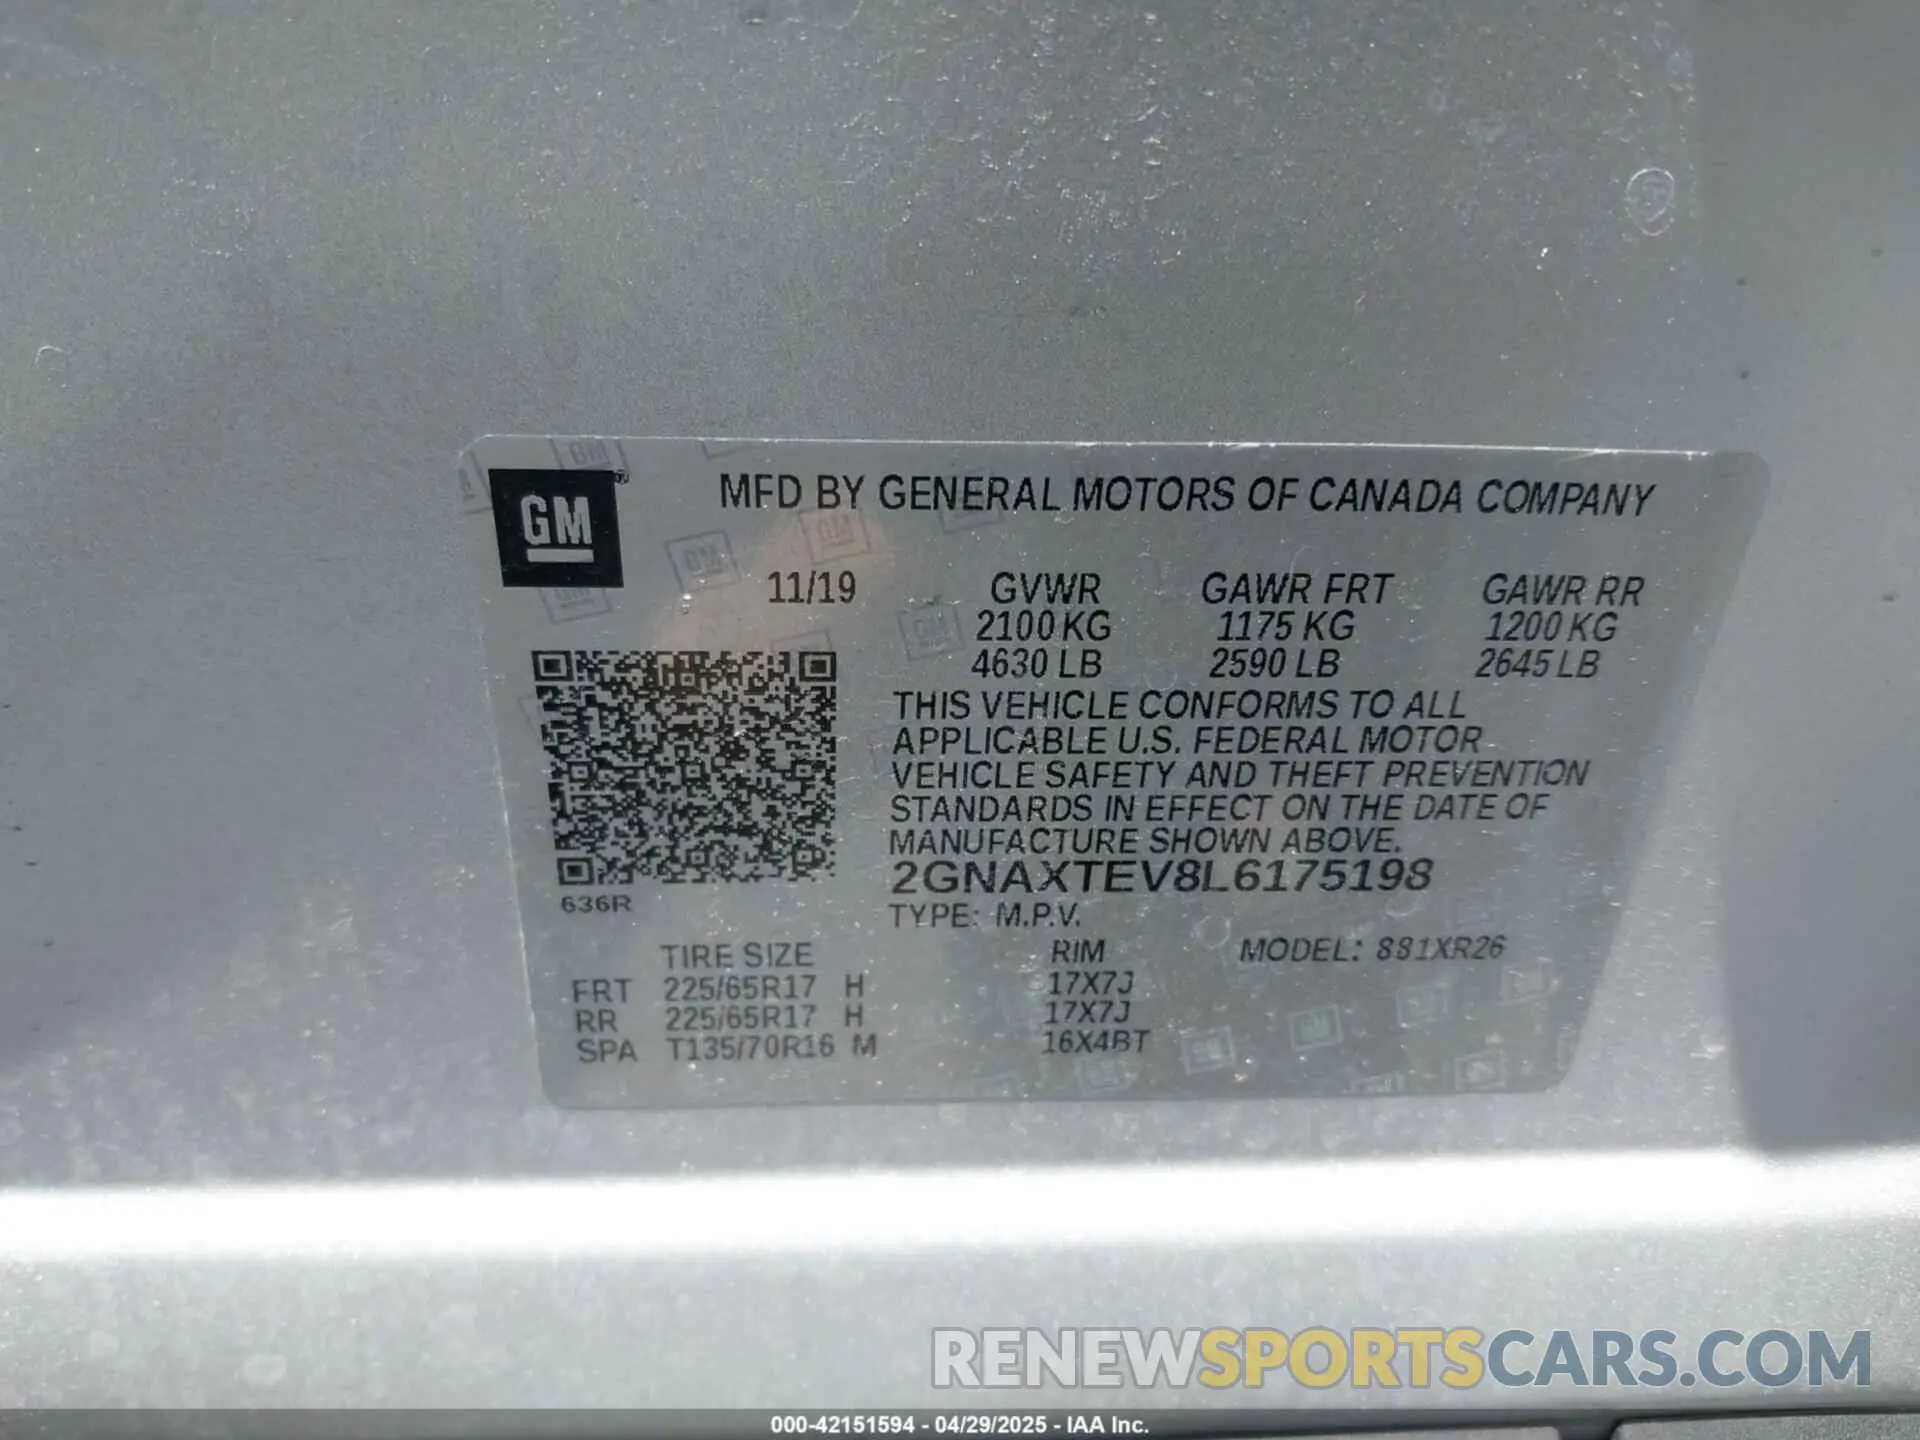 GM®
MFD BY GENERAL MOTORS OF CANADA COMPANY
11/19 GVWR GAWR FRT GAWR RR
2100 KG 1175 KG 1200 KG
4630 LB 2590 LB 2645 LB
THIS VEHICLE CONFORMS TO ALL
APPLICABLE U.S. FEDERAL MOTOR
VEHICLE SAFETY AND THEFT PREVENTION
STANDARDS IN EFFECT ON THE DATE OF
MANUFACTURE SHOWN ABOVE.
2GNAXTEV8L6175198
636R
TYPE: M.P.V.
TIRE SIZE RIM MODEL: 881XR26
FRT 225/65R17 H 17X7J
RR 225/65R17 H 17X7J
SPA T135/70R16 M 16X4BT
RENEWSPORTSCARS.COM
000-42151594 - 04/29/2025 - IAA Inc.